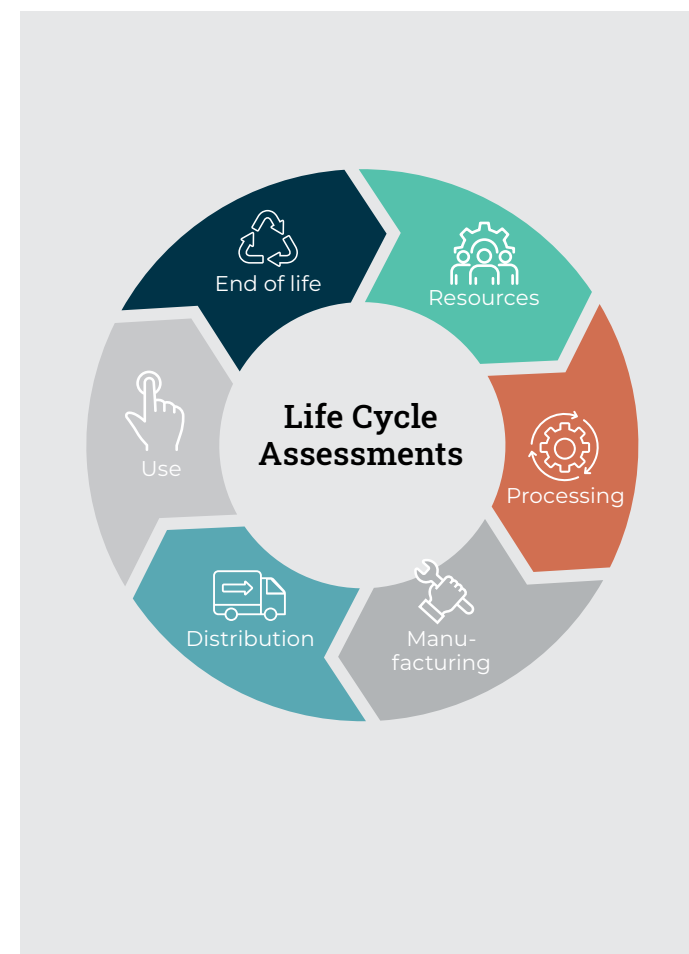 End of life
Resources
Life Cycle
Assessments
Use
Processing
Distribution
Manu-
facturing